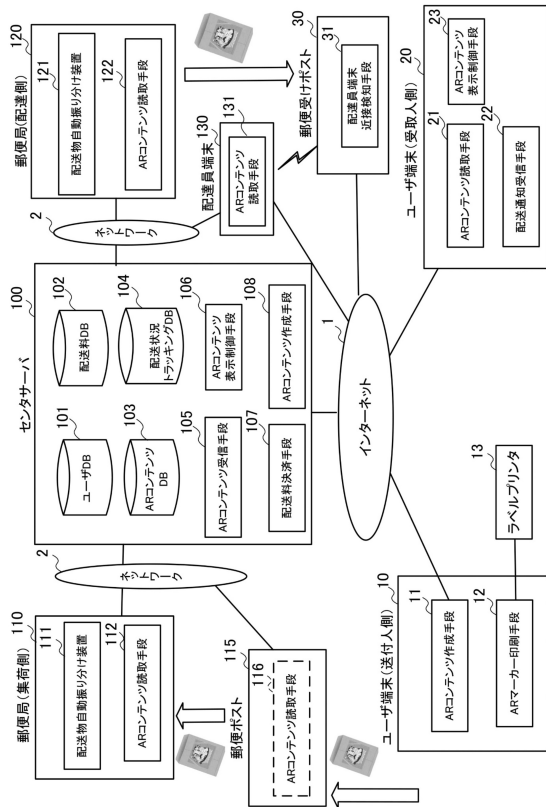 110
郵便局(集荷側)
111
配送物自動振り分け装置
112
ARコンテンツ読取手段
115
郵便ポスト
116
ARコンテンツ読取手段
2
ネットワーク
100
センタサーバ
101
ユーザDB
102
配送料DB
103
ARコンテンツ
DB
104
配送状況
トラッキングDB
105
ARコンテンツ受信手段
106
ARコンテンツ
表示制御手段
107
配送料決済手段
108
ARコンテンツ作成手段
2
ネットワーク
120
郵便局(配達側)
121
配送物自動振り分け装置
122
ARコンテンツ読取手段
130
配達員端末
131
ARコンテンツ
読取手段
30
郵便受けポスト
31
配達員端末
近接検知手段
1
インターネット
10
ユーザ端末(送付人側)
11
ARコンテンツ作成手段
12
ARマーカー印刷手段
13
ラベルプリンタ
20
ユーザ端末(受取人側)
21
ARコンテンツ読取手段
22
配送通知受信手段
23
ARコンテンツ
表示制御手段